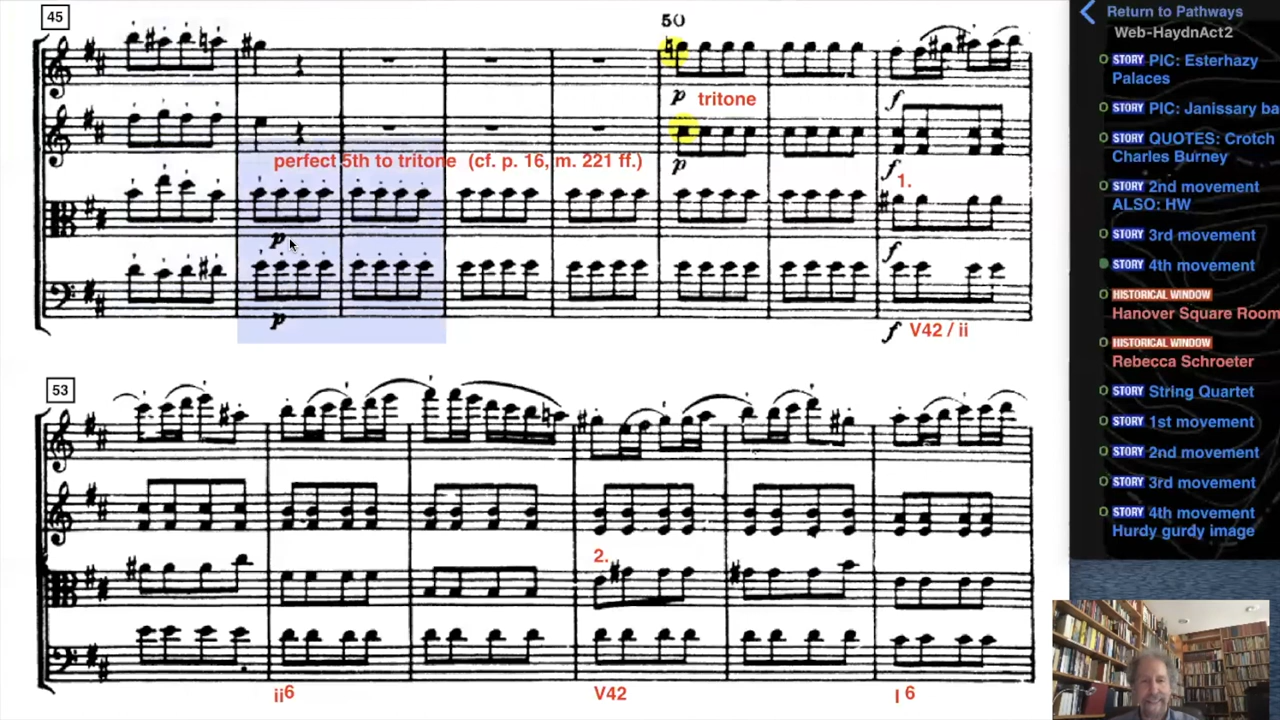 45
50
p tritone
f
perfect 5th to tritone (cf. p. 16, m. 221 ff.)
p
f
1.
p
f
p
f V42 / ii
53
2.
ii6
V42
I 6
Return to Pathways
Web-HaydnAct2
STORY PIC: Esterhazy
Palaces
STORY PIC: Janissary ba
STORY QUOTES: Crotch
Charles Burney
STORY 2nd movement
ALSO: HW
STORY 3rd movement
STORY 4th movement
HISTORICAL WINDOW
Hanover Square Room
HISTORICAL WINDOW
Rebecca Schroeter
STORY String Quartet
STORY 1st movement
STORY 2nd movement
STORY 3rd movement
STORY 4th movement
Hurdy gurdy image